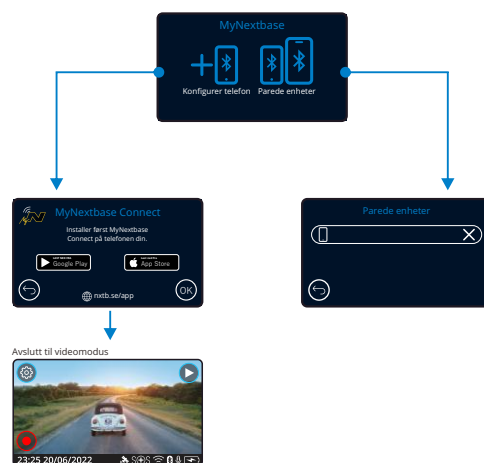 MyNextbase
Konfigurer telefon Parede enheter
MyNextbase Connect
Installer først MyNextbase
Connect på telefonen din.
Google Play
App Store
nxtb.se/app
OK
Parede enheter
Avslutt til videomodus
23:25 20/06/2022 SOS